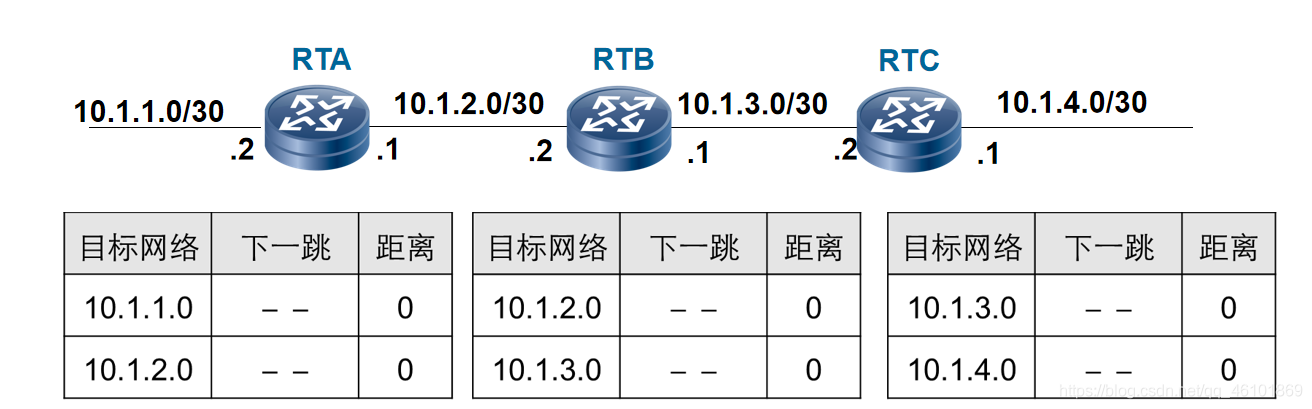 RTA RTB RTC
10.1.1.0/30 10.1.2.0/30 10.1.3.0/30 10.1.4.0/30
.2 .1 .2 .1 .2 .1
目标网络 下一跳 距离 目标网络 下一跳 距离 目标网络 下一跳 距离
10.1.1.0 – – 0 10.1.2.0 – – 0 10.1.3.0 – – 0
10.1.2.0 – – 0 10.1.3.0 – – 0 10.1.4.0 – – 0
https://blog.csdn.net/qq_46101869